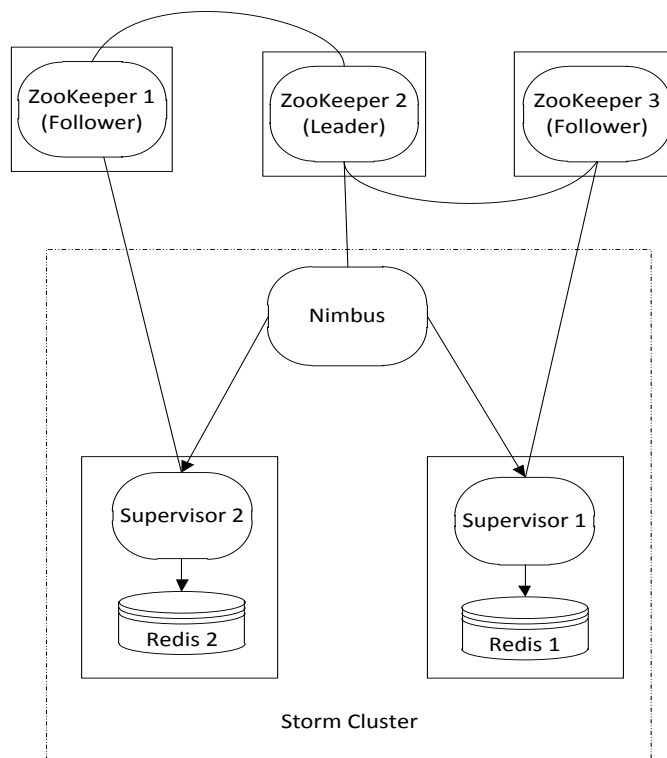 ZooKeeper 1
(Follower)
ZooKeeper 2
(Leader)
ZooKeeper 3
(Follower)
Nimbus
Supervisor 2
Supervisor 1
Redis 2
Redis 1
Storm Cluster